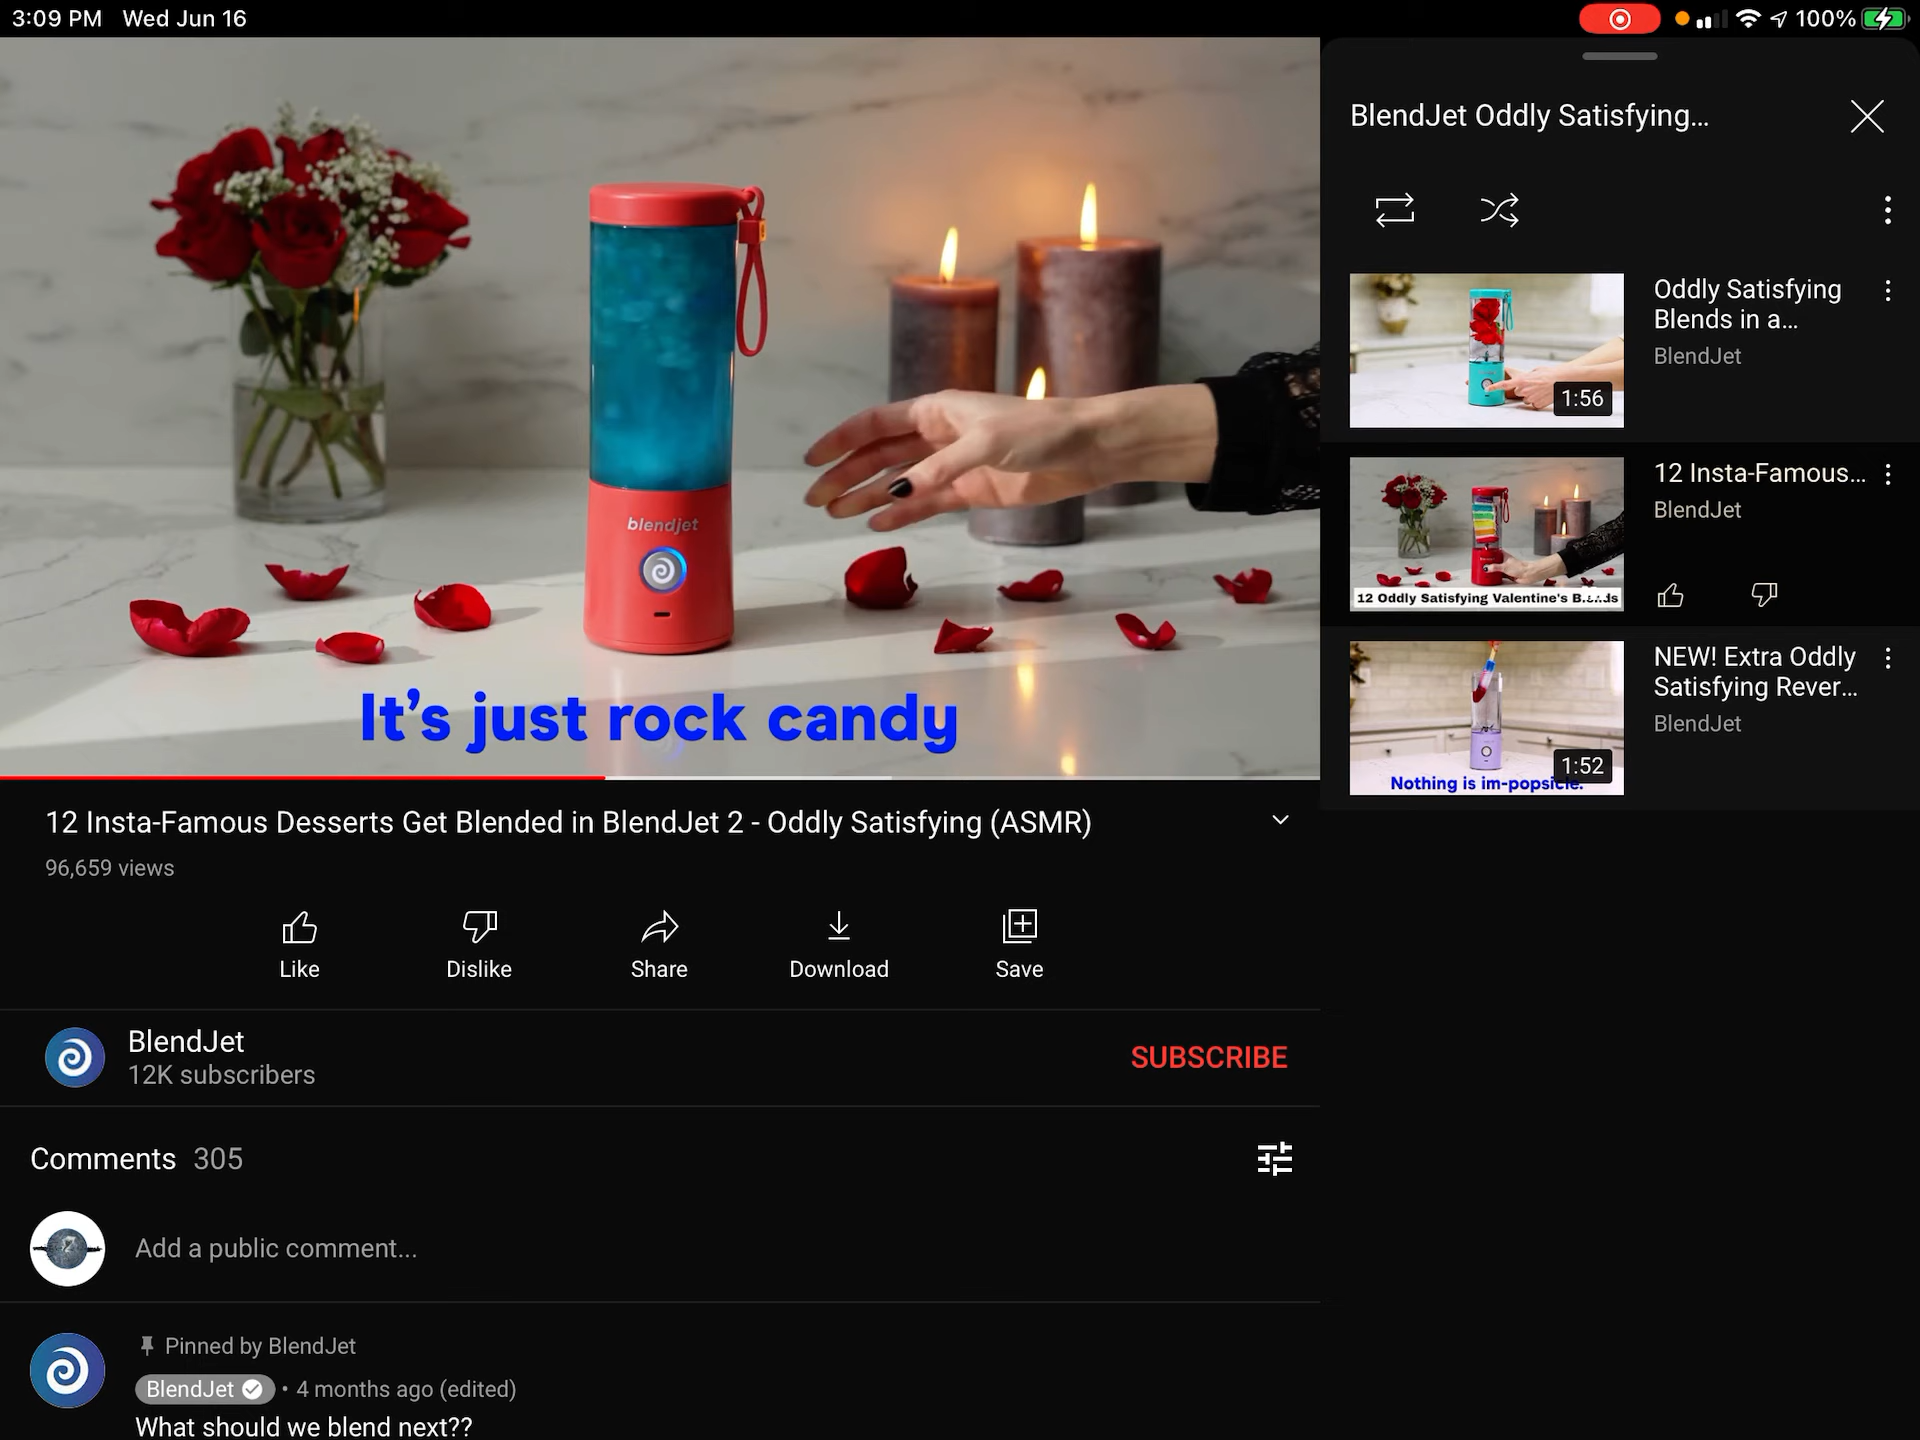 3:09 PM Wed Jun 16
100%
blendjet
It's just rock candy
12 Insta-Famous Desserts Get Blended in BlendJet 2 - Oddly Satisfying (ASMR)
96,659 views
Like
Dislike
Share
Download
Save
BlendJet
12K subscribers
SUBSCRIBE
Comments 305
Add a public comment...
Pinned by BlendJet
BlendJet • 4 months ago (edited)
What should we blend next??
BlendJet Oddly Satisfying...
1:56
Oddly Satisfying
Blends in a...
BlendJet
12 Oddly Satisfying Valentine's
12 Insta-Famous...
BlendJet
Nothing is im-popsicle.
1:52
NEW! Extra Oddly
Satisfying Rever...
BlendJet